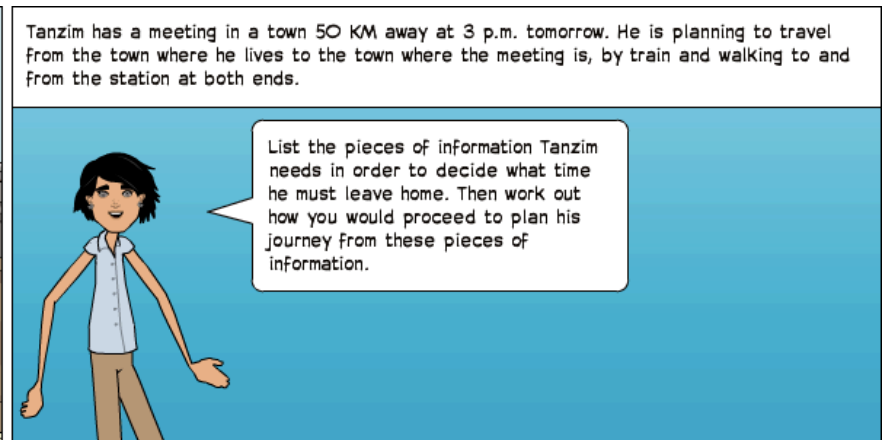 Tanzim has a meeting in a town 50 KM away at 3 p.m. tomorrow. He is planning to travel
from the town where he lives to the town where the meeting is, by train and walking to and
from the station at both ends.
List the pieces of information Tanzim
needs in order to decide what time
he must leave home. Then work out
how you would proceed to plan his
journey from these pieces of
information.